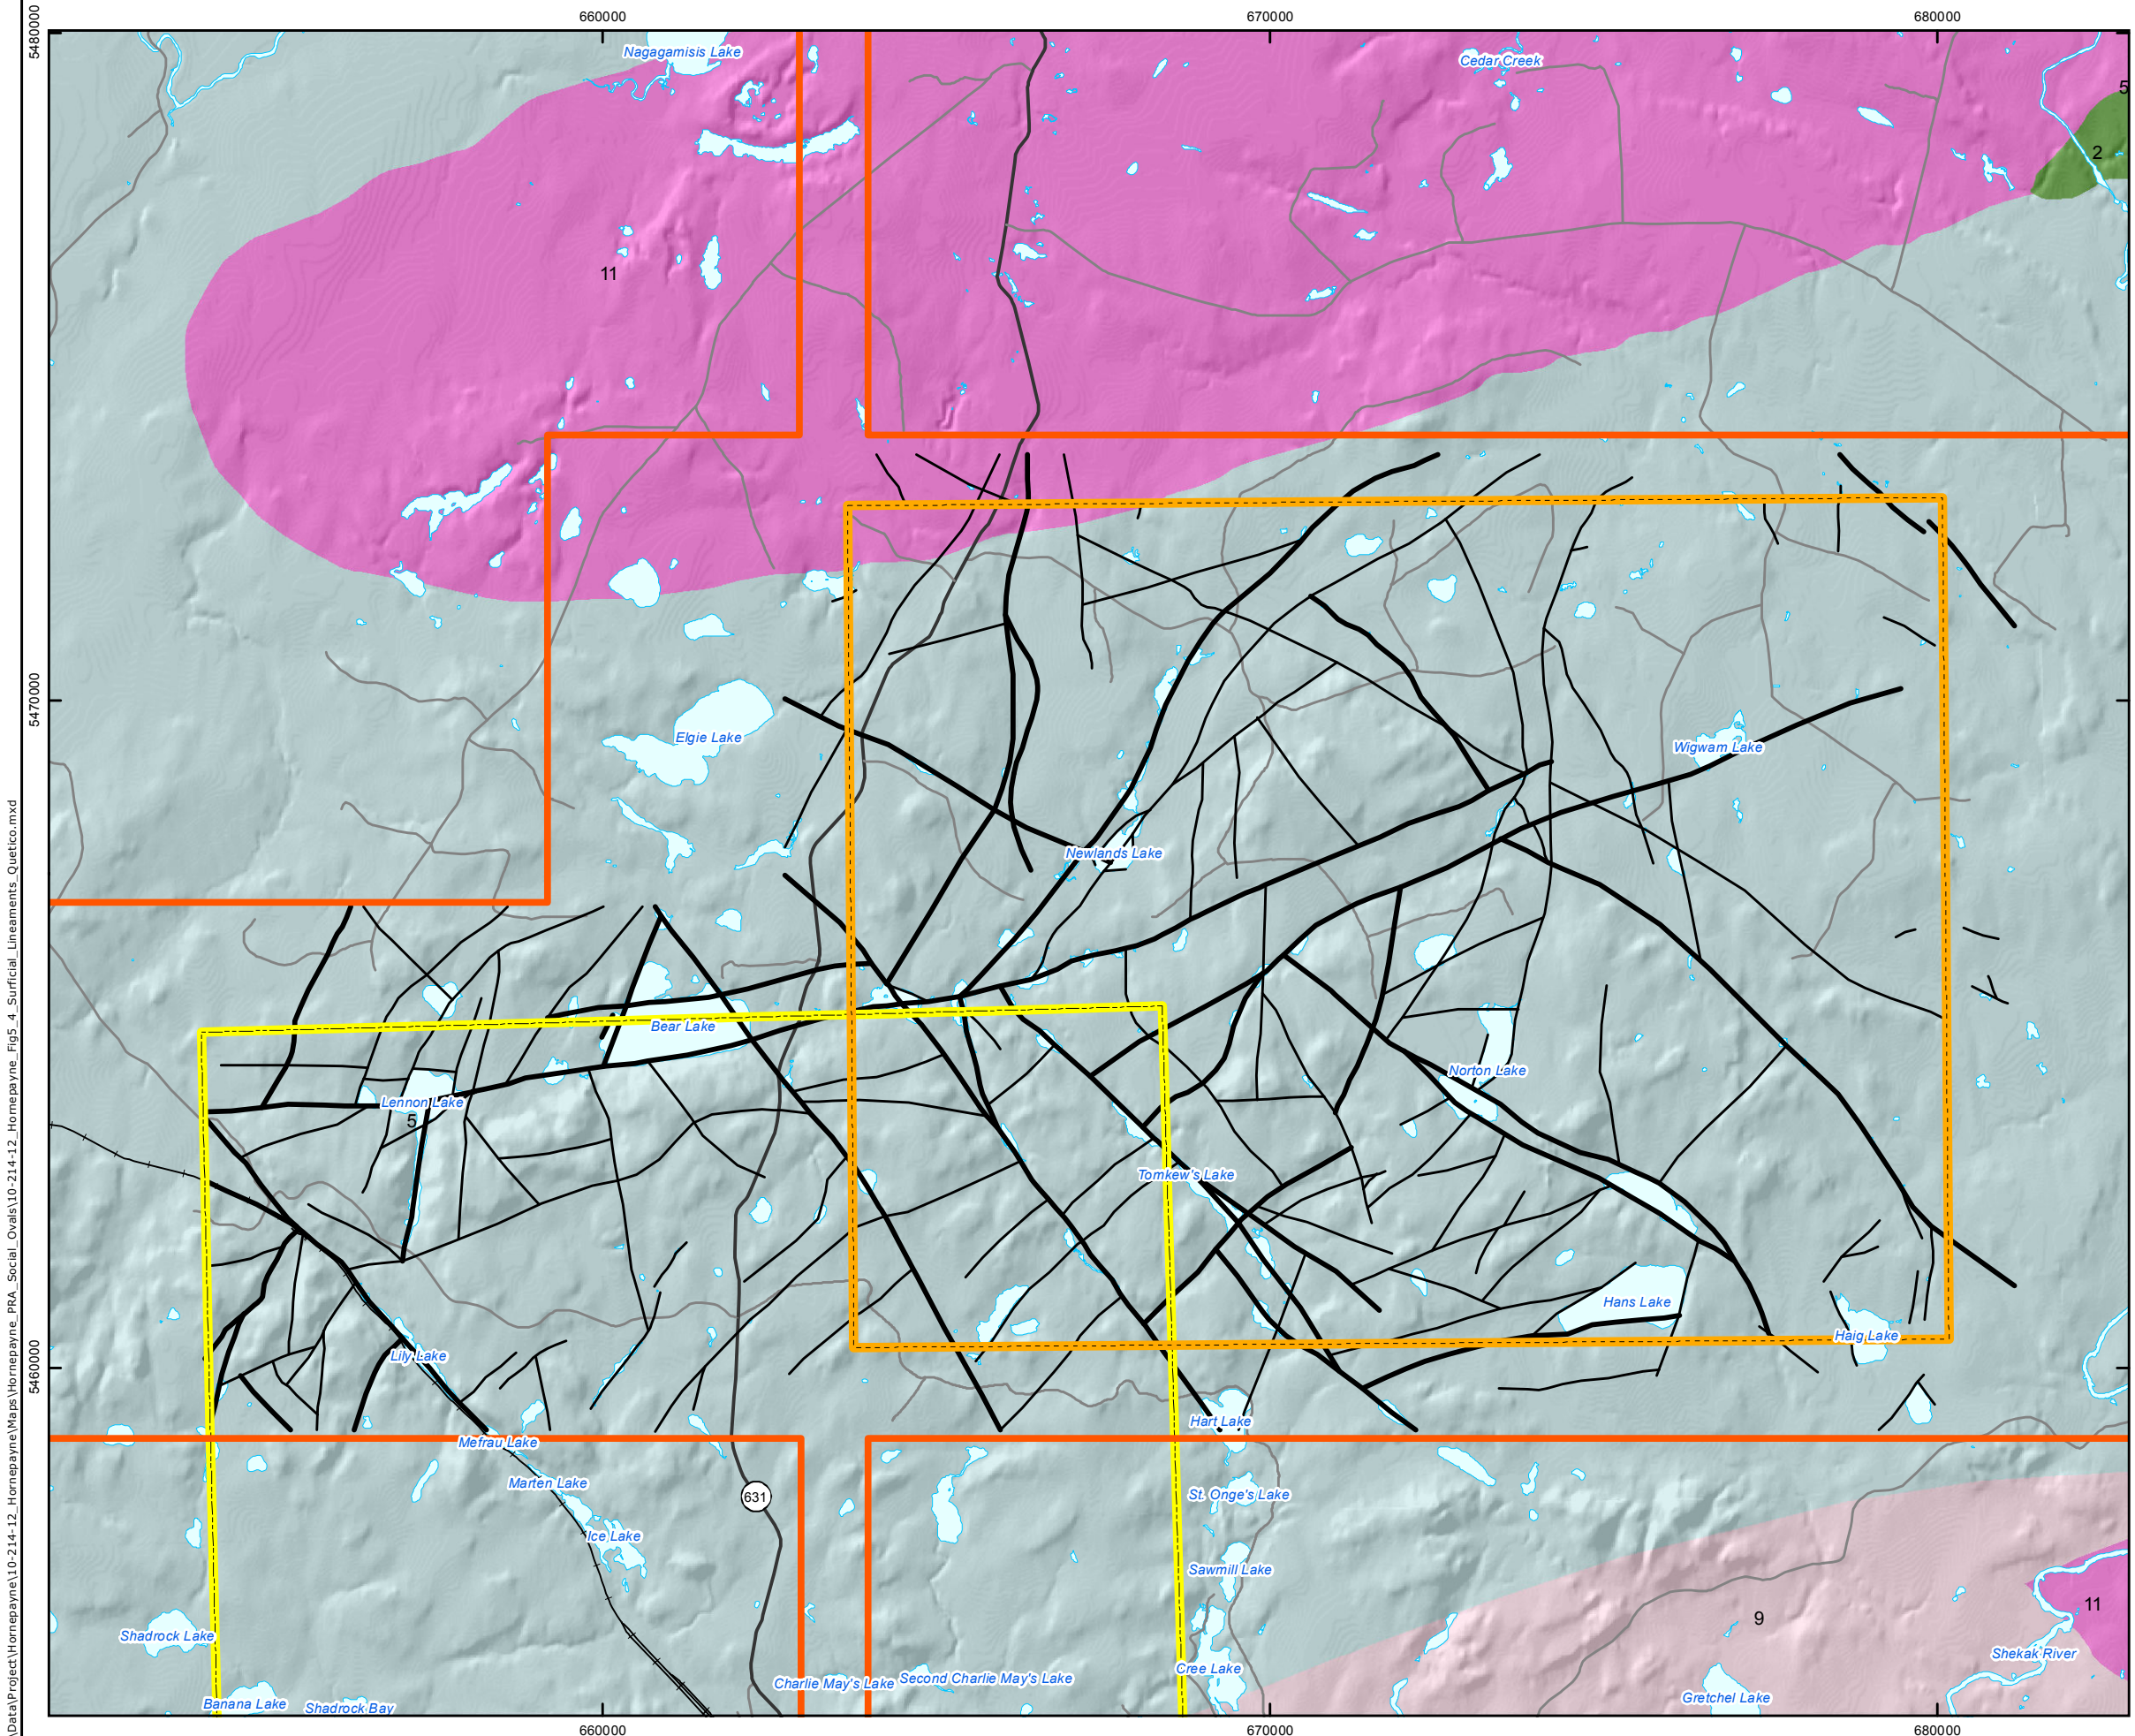 660000
670000
680000
5480000
Nagagamisis Lake
Cedar Creek
5
2
11
5470000
Elgie Lake
Wigwam Lake
Newlands Lake
Bear Lake
Norton Lake
Lennon Lake
5
Tomkew's Lake
Hans Lake
Haig Lake
5460000
Lily Lake
Hart Lake
Mefrau Lake
Marten Lake
631
St. Onge's Lake
Ice Lake
Sawmill Lake
11
9
Shadrock Lake
Shekak River
Cree Lake
Charlie May's Lake
Second Charlie May's Lake
Gretchel Lake
Banana Lake
Shadrock Bay
660000
670000
680000
\Data\Project\Hornepayne\10-214-12_Hornepayne\Maps\Hornepayne_PRA_Social_Ovals\10-214-12_Hornepayne_Fig5_4_Surficial_Lineaments_Quetico.mxd